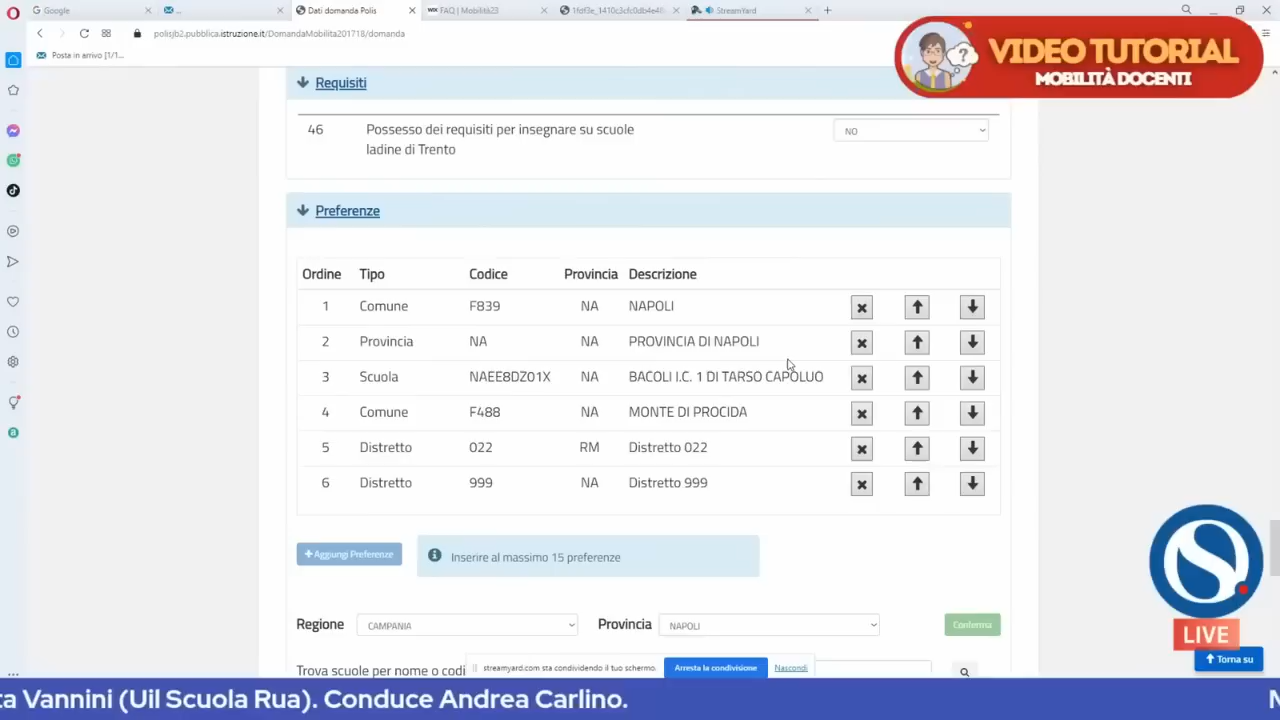 Google
...
Dati domanda Polis
WIX FAQ | Mobilità23
StreamYard
polisjb2.pubblica.istruzione.it/DomandaMobilita201718/domanda
Posta in arrivo [1/1...
VIDEO TUTORIAL
MOBILITÀ DOCENTI
Requisiti
46 Possesso dei requisiti per insegnare su scuole NO
ladine di Trento
Preferenze
Ordine Tipo Codice Provincia Descrizione
1 Comune F839 NA NAPOLI
2 Provincia NA NA PROVINCIA DI NAPOLI
3 Scuola NAEE8DZ01X NA BACOLI I.C. 1 DI TARSO CAPOLUO
4 Comune F488 NA MONTE DI PROCIDA
5 Distretto 022 RM Distretto 022
6 Distretto 999 NA Distretto 999
+ Aggiungi Preferenze
Inserire al massimo 15 preferenze
Regione CAMPANIA Provincia NAPOLI Conferma
Trova scuole per nome o codi
streamyard.com sta condividendo il tuo schermo. Arresta la condivisione Nascondi
S
LIVE
Torna su
ta Vannini (Uil Scuola Rua). Conduce Andrea Carlino.